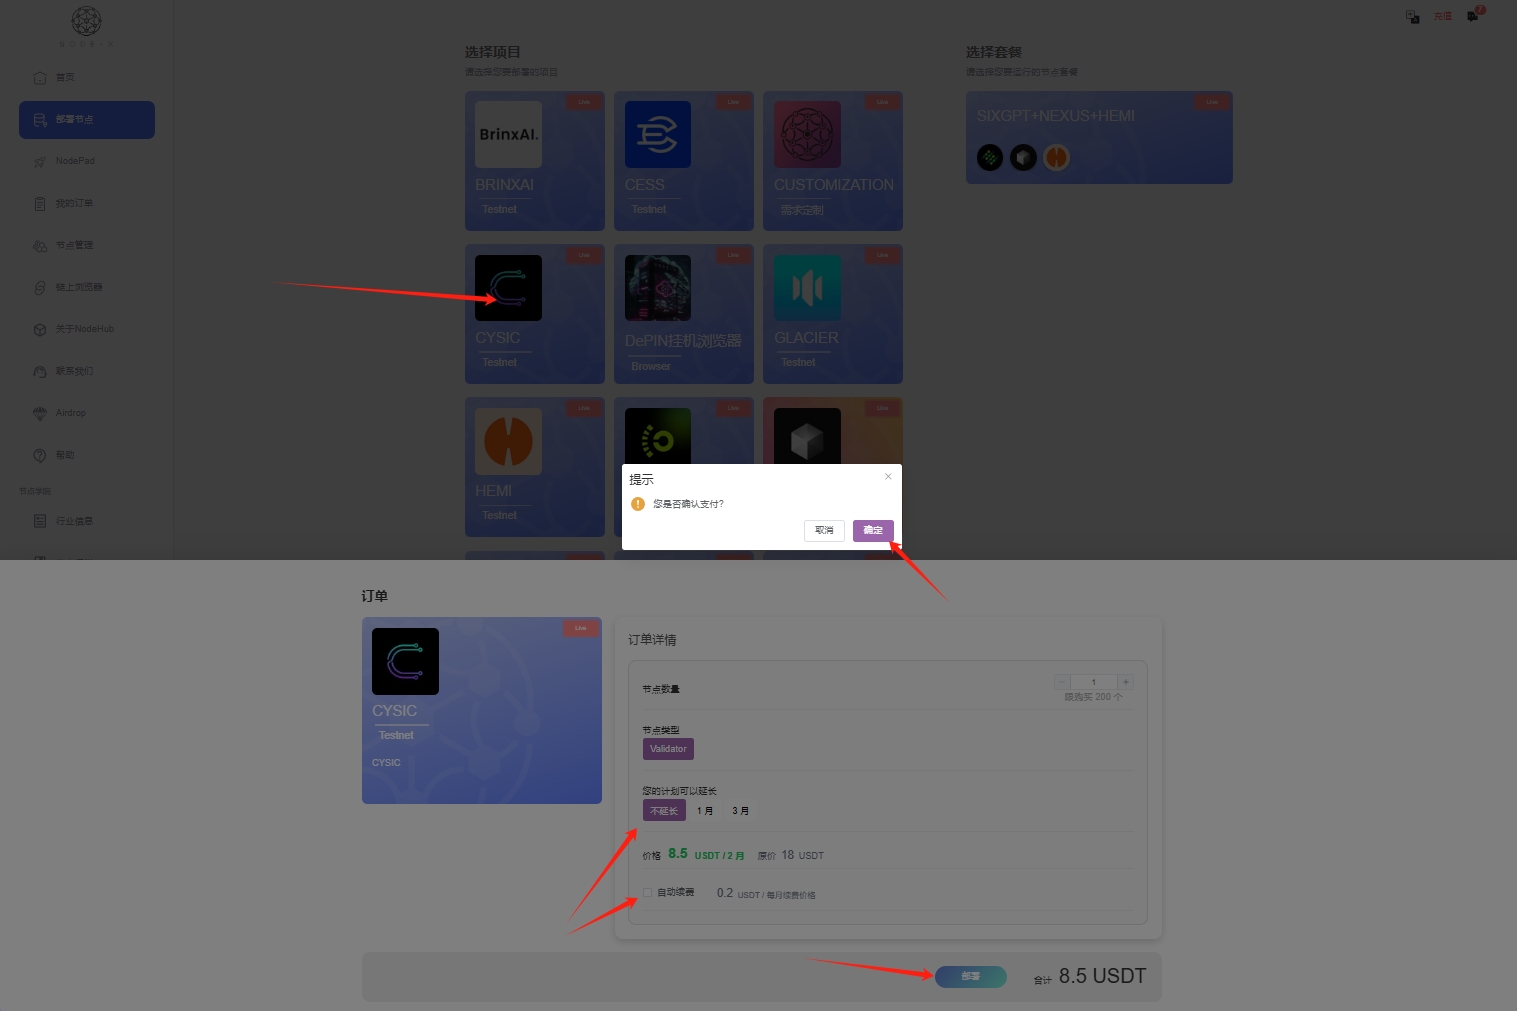 NODE X
首页
部署节点
NodePad
我的订单
节点管理
链上浏览器
关于NodeHub
联系我们
Airdrop
帮助
节点学院
行业信息
充值
选择项目
请选择您要部署的项目
Live
BrinxAI.
BRINXAI
Testnet
Live
CESS
Testnet
Live
CUSTOMIZATION
需求定制
Live
CYSIC
Testnet
Live
DePIN挂机浏览器
Browser
Live
GLACIER
Testnet
Live
HEMI
Testnet
Live
Live
选择套餐
请选择您要运行的节点套餐
Live
SIXGPT+NEXUS+HEMI
提示
您是否确认支付?
取消
确定
订单
Live
CYSIC
Testnet
CYSIC
订单详情
节点数量
- 1 +
限购买 200 个
节点类型
Validator
您的计划可以延长
不延长 1 月 3 月
价格 8.5 USDT / 2 月 原价 18 USDT
自动续费 0.2 USDT / 每月续费价格
部署
合计 8.5 USDT